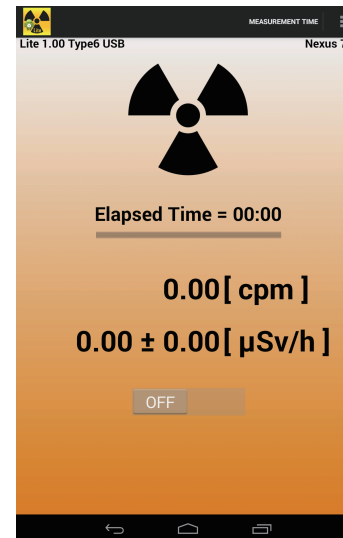 MEASUREMENT TIME
Lite 1.00 Type6 USB Nexus 7
Elapsed Time = 00:00
0.00 [ cpm ]
0.00 ± 0.00 [ μSv/h ]
OFF